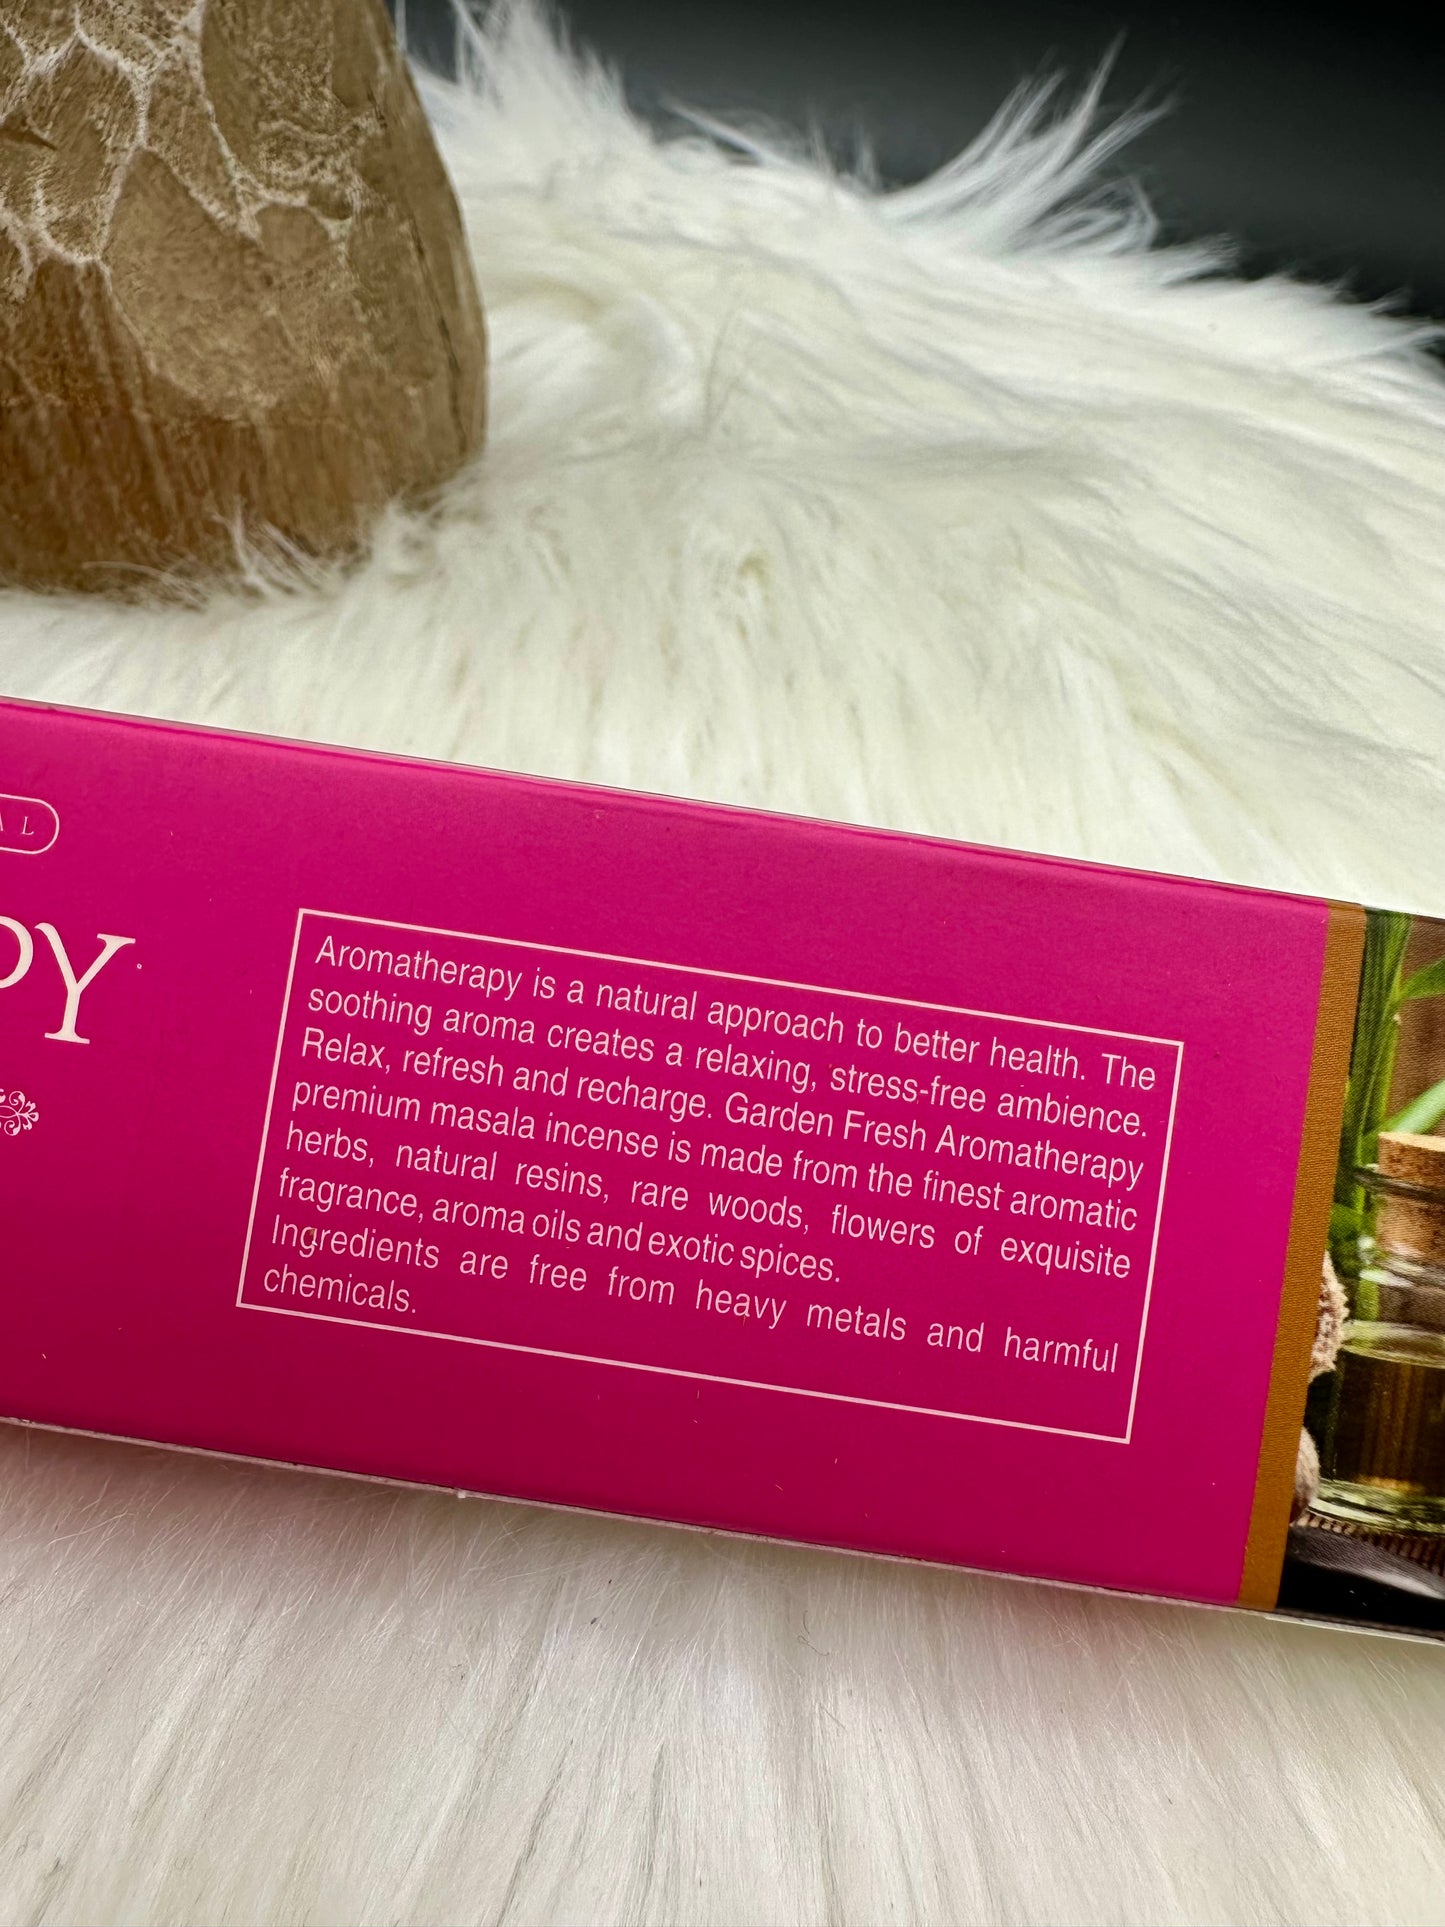 Aromatherapy is a natural approach to better health. The
soothing aroma creates a relaxing, stress-free ambience.
Relax, refresh and recharge. Garden Fresh Aromatherapy
premium masala incense is made from the finest aromatic
herbs, natural resins, rare woods, flowers of exquisite
fragrance, aroma oils and exotic spices.
Ingredients are free from heavy metals and harmful
chemicals.